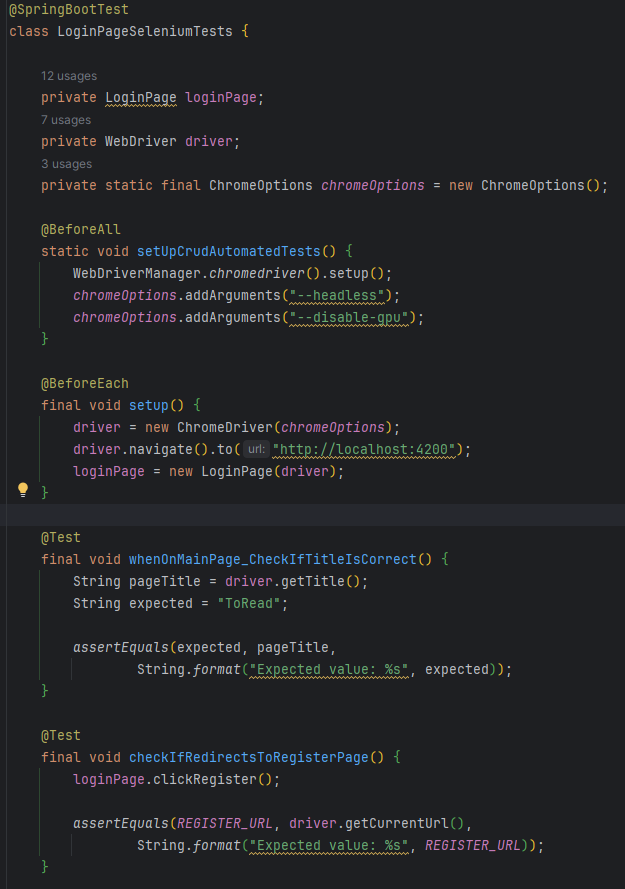 @SpringBootTest
class LoginPageSeleniumTests {
12 usages
private LoginPage loginPage;
7 usages
private WebDriver driver;
3 usages
private static final ChromeOptions chromeOptions = new ChromeOptions();
@BeforeAll
static void setUpCrudAutomatedTests() {
WebDriverManager.chromedriver().setup();
chromeOptions.addArguments("--headless");
chromeOptions.addArguments("--disable-gpu");
}
@BeforeEach
final void setup() {
driver = new ChromeDriver(chromeOptions);
driver.navigate().to( url: "http://localhost:4200");
loginPage = new LoginPage(driver);
}
@Test
final void whenOnMainPage_CheckIfTitleIsCorrect() {
String pageTitle = driver.getTitle();
String expected = "ToRead";
assertEquals(expected, pageTitle,
String.format("Expected value: %s", expected));
}
@Test
final void checkIfRedirectsToRegisterPage() {
loginPage.clickRegister();
assertEquals(REGISTER_URL, driver.getCurrentUrl(),
String.format("Expected value: %s", REGISTER_URL));
}